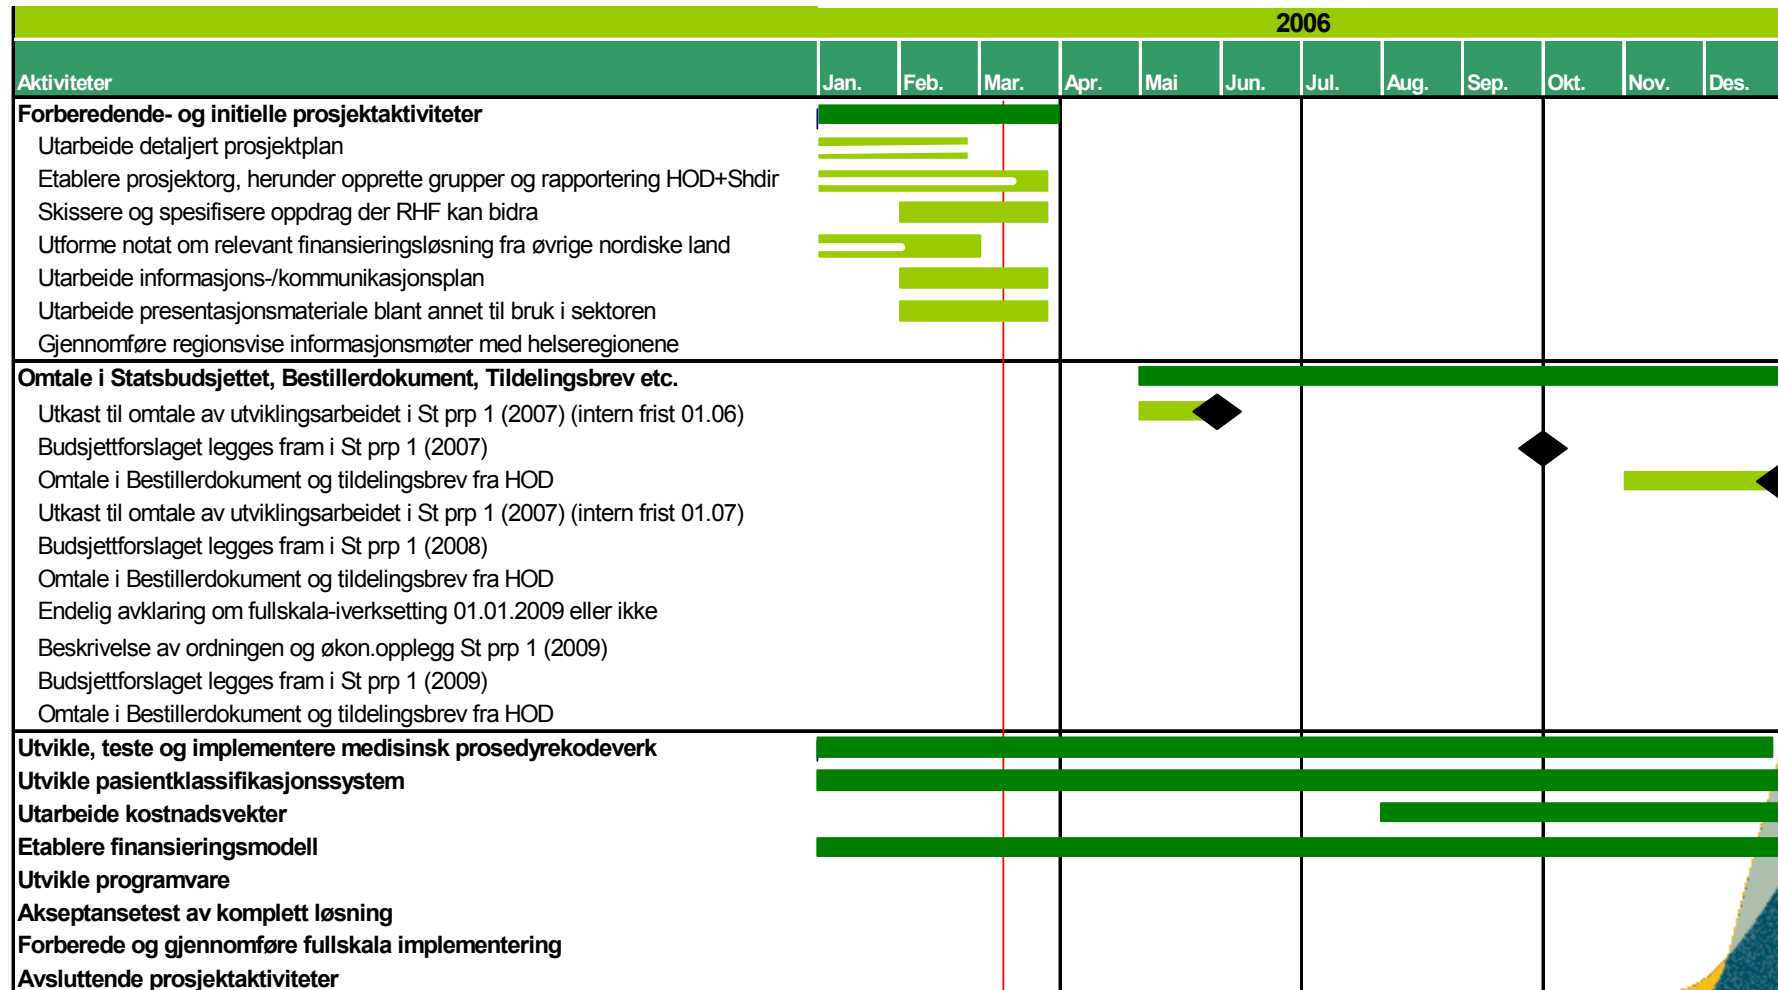 2006
Aktiviteter Jan. Feb. Mar. Apr. Mai Jun. Jul. Aug. Sep. Okt. Nov. Des.
Forberedende- og initielle prosjektaktiviteter
Utarbeide detaljert prosjektplan
Etablere prosjektorg, herunder opprette grupper og rapportering HOD+Shdir
Skissere og spesifisere oppdrag der RHF kan bidra
Utforme notat om relevant finansieringsløsning fra øvrige nordiske land
Utarbeide informasjons-/kommunikasjonsplan
Utarbeide presentasjonsmateriale blant annet til bruk i sektoren
Gjennomføre regionsvise informasjonsmøter med helseregionene
Omtale i Statsbudsjettet, Bestillerdokument, Tildelingsbrev etc.
Utkast til omtale av utviklingsarbeidet i St prp 1 (2007) (intern frist 01.06)
Budsjettforslaget legges fram i St prp 1 (2007)
Omtale i Bestillerdokument og tildelingsbrev fra HOD
Utkast til omtale av utviklingsarbeidet i St prp 1 (2007) (intern frist 01.07)
Budsjettforslaget legges fram i St prp 1 (2008)
Omtale i Bestillerdokument og tildelingsbrev fra HOD
Endelig avklaring om fullskala-iverksetting 01.01.2009 eller ikke
Beskrivelse av ordningen og økon.opplegg St prp 1 (2009)
Budsjettforslaget legges fram i St prp 1 (2009)
Omtale i Bestillerdokument og tildelingsbrev fra HOD
Utvikle, teste og implementere medisinsk prosedyrekodeverk
Utvikle pasientklassifikasjonssystem
Utarbeide kostnadsvekter
Etablere finansieringsmodell
Utvikle programvare
Akseptansetest av komplett løsning
Forberede og gjennomføre fullskala implementering
Avsluttende prosjektaktiviteter